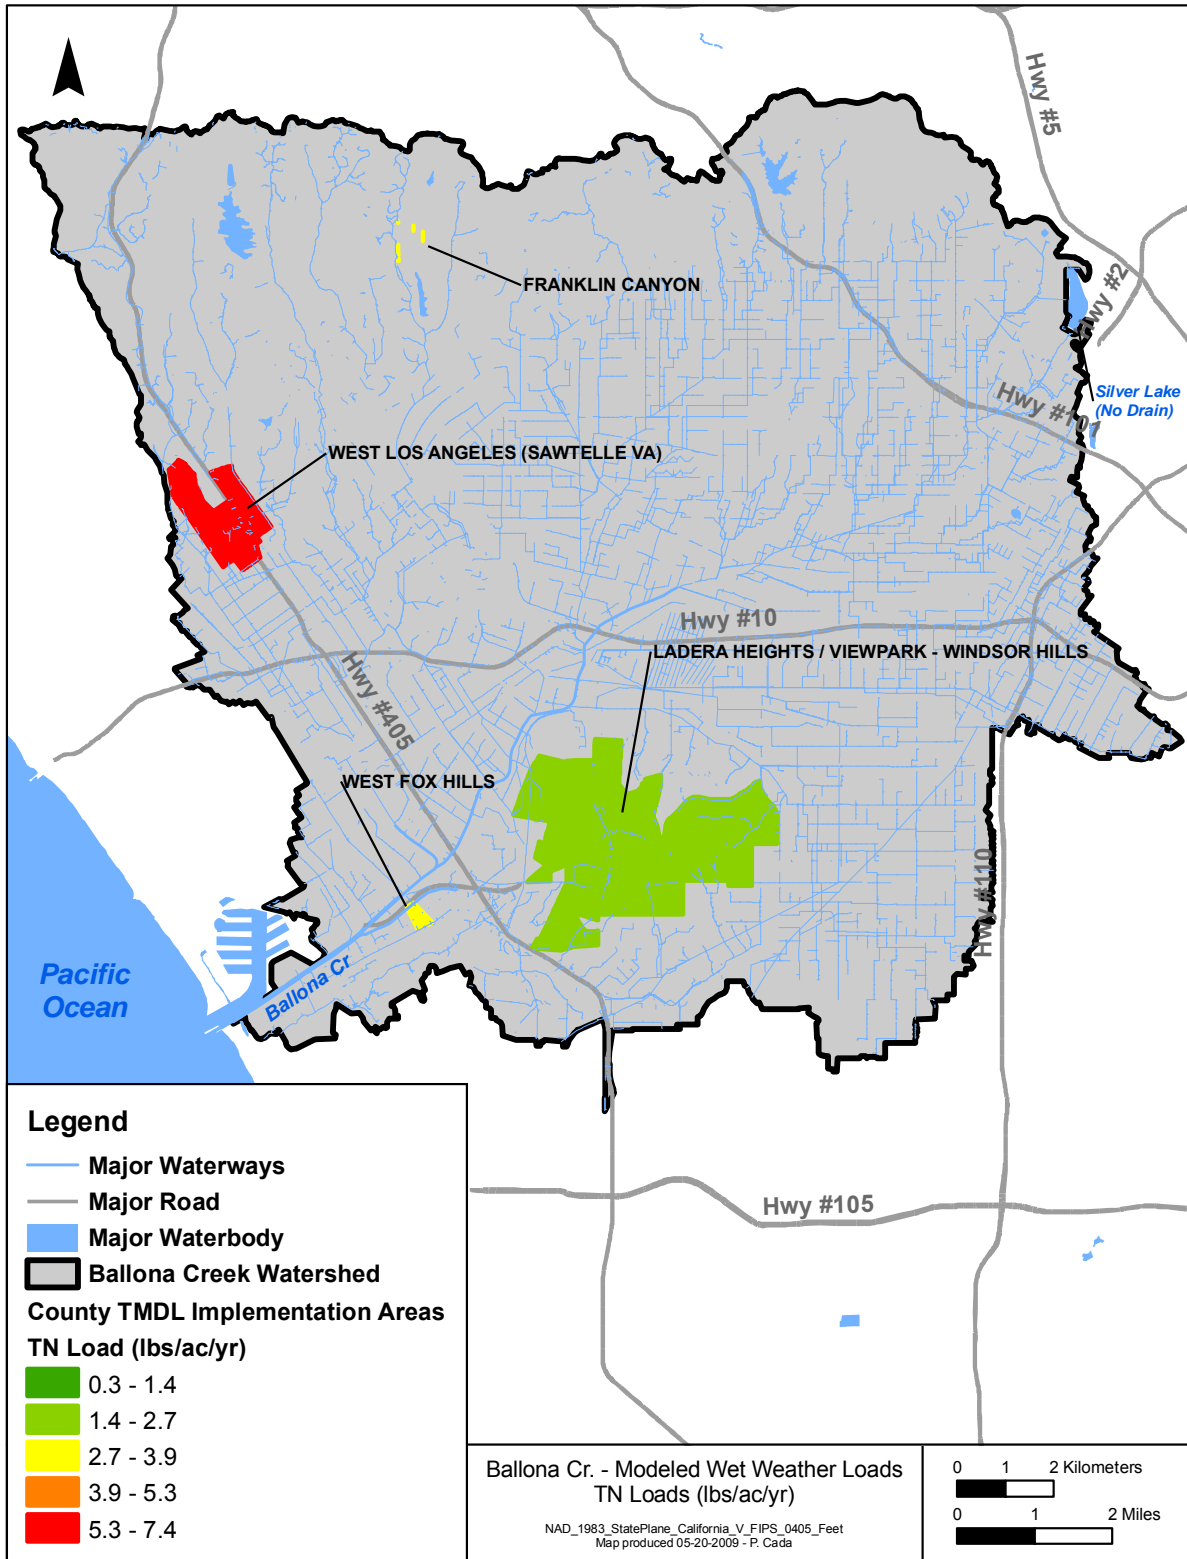 Hwy #5
FRANKLIN CANYON
Hwy #2
Silver Lake
(No Drain)
Hwy #101
WEST LOS ANGELES (SAWTELLE VA)
Hwy #10
LADERA HEIGHTS / VIEWPARK - WINDSOR HILLS
Hwy #405
WEST FOX HILLS
Hwy #110
Pacific
Ocean
Ballona Cr
Legend
Major Waterways
Major Road
Major Waterbody
Ballona Creek Watershed
County TMDL Implementation Areas
TN Load (lbs/ac/yr)
0.3 - 1.4
1.4 - 2.7
2.7 - 3.9
3.9 - 5.3
5.3 - 7.4
Hwy #105
Ballona Cr. - Modeled Wet Weather Loads
TN Loads (lbs/ac/yr)
NAD_1983_StatePlane_California_V_FIPS_0405_Feet
Map produced 05-20-2009 - P. Cada
0 1 2 Kilometers
0 1 2 Miles